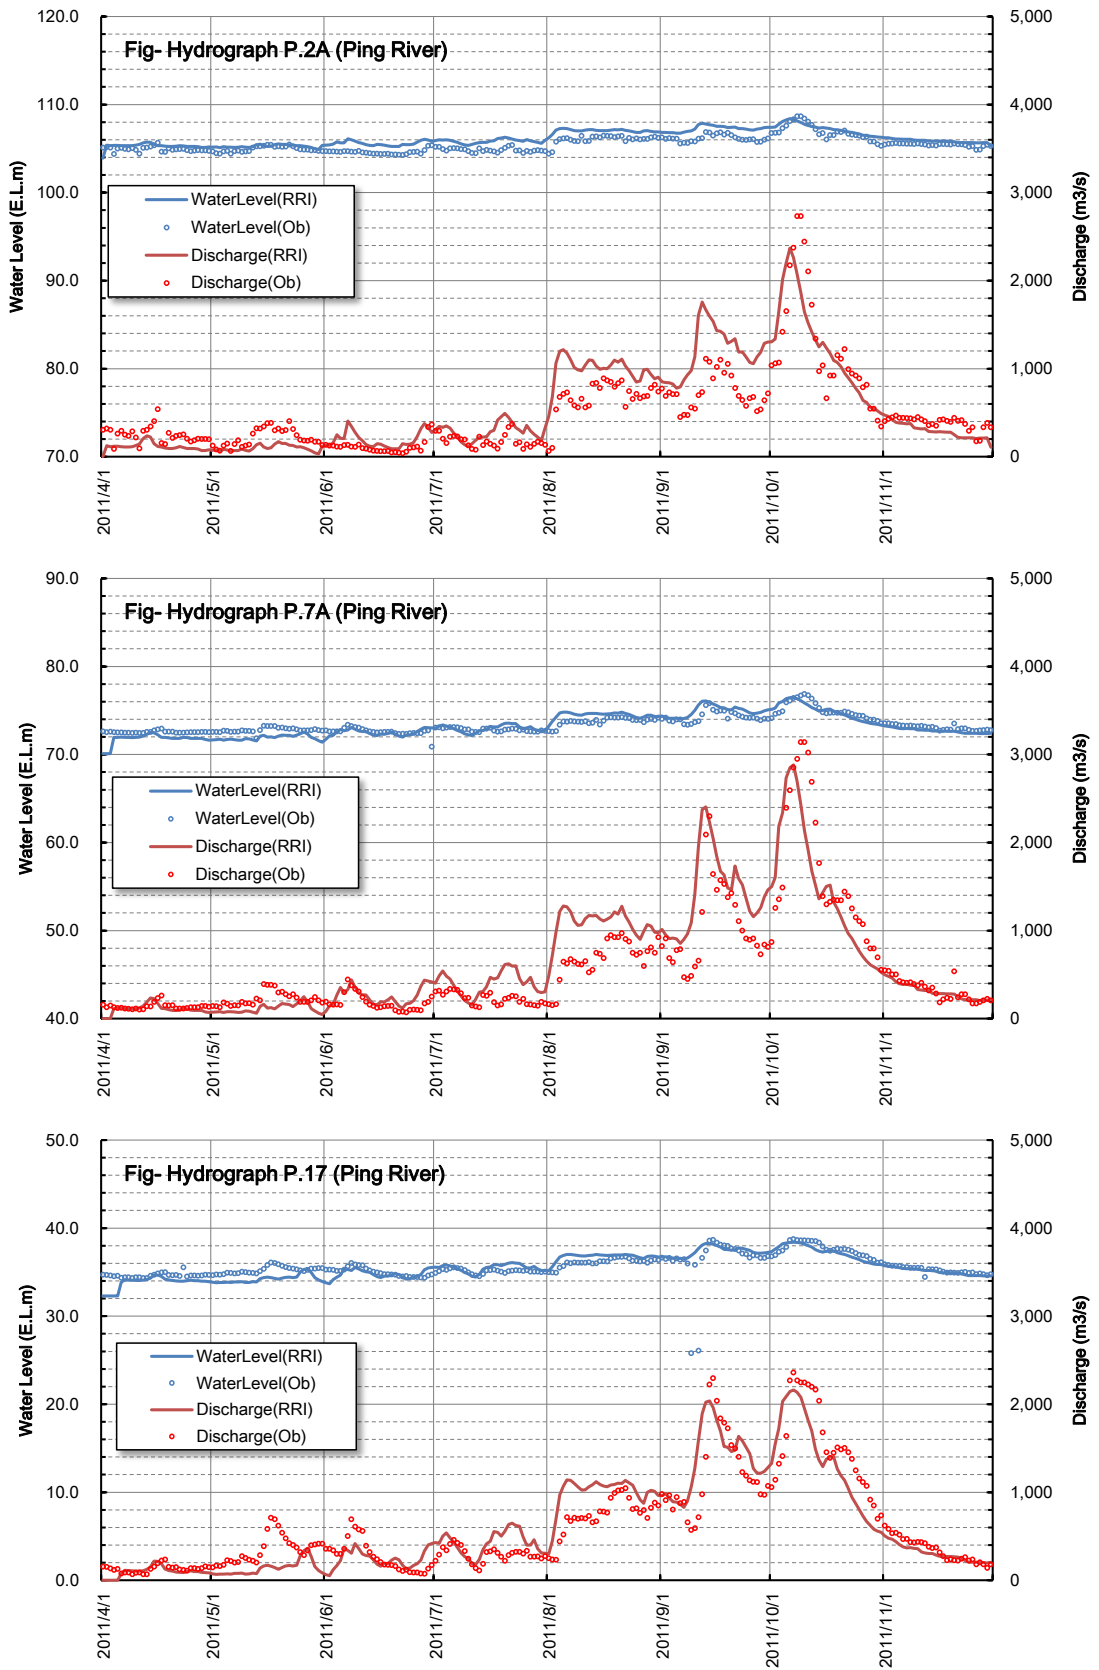 Fig- Hydrograph P.2A (Ping River)
Water Level (E.L.m)
120.0
110.0
100.0
90.0
80.0
70.0
WaterLevel(RRI)
WaterLevel(Ob)
Discharge(RRI)
Discharge(Ob)
5,000
4,000
3,000
2,000
1,000
0
Discharge (m3/s)
2011/4/1
2011/5/1
2011/6/1
2011/7/1
2011/8/1
2011/9/1
2011/10/1
2011/11/1
Fig- Hydrograph P.7A (Ping River)
Water Level (E.L.m)
90.0
80.0
70.0
60.0
50.0
40.0
WaterLevel(RRI)
WaterLevel(Ob)
Discharge(RRI)
Discharge(Ob)
5,000
4,000
3,000
2,000
1,000
0
Discharge (m3/s)
2011/4/1
2011/5/1
2011/6/1
2011/7/1
2011/8/1
2011/9/1
2011/10/1
2011/11/1
Fig- Hydrograph P.17 (Ping River)
Water Level (E.L.m)
50.0
40.0
30.0
20.0
10.0
0.0
WaterLevel(RRI)
WaterLevel(Ob)
Discharge(RRI)
Discharge(Ob)
5,000
4,000
3,000
2,000
1,000
0
Discharge (m3/s)
2011/4/1
2011/5/1
2011/6/1
2011/7/1
2011/8/1
2011/9/1
2011/10/1
2011/11/1